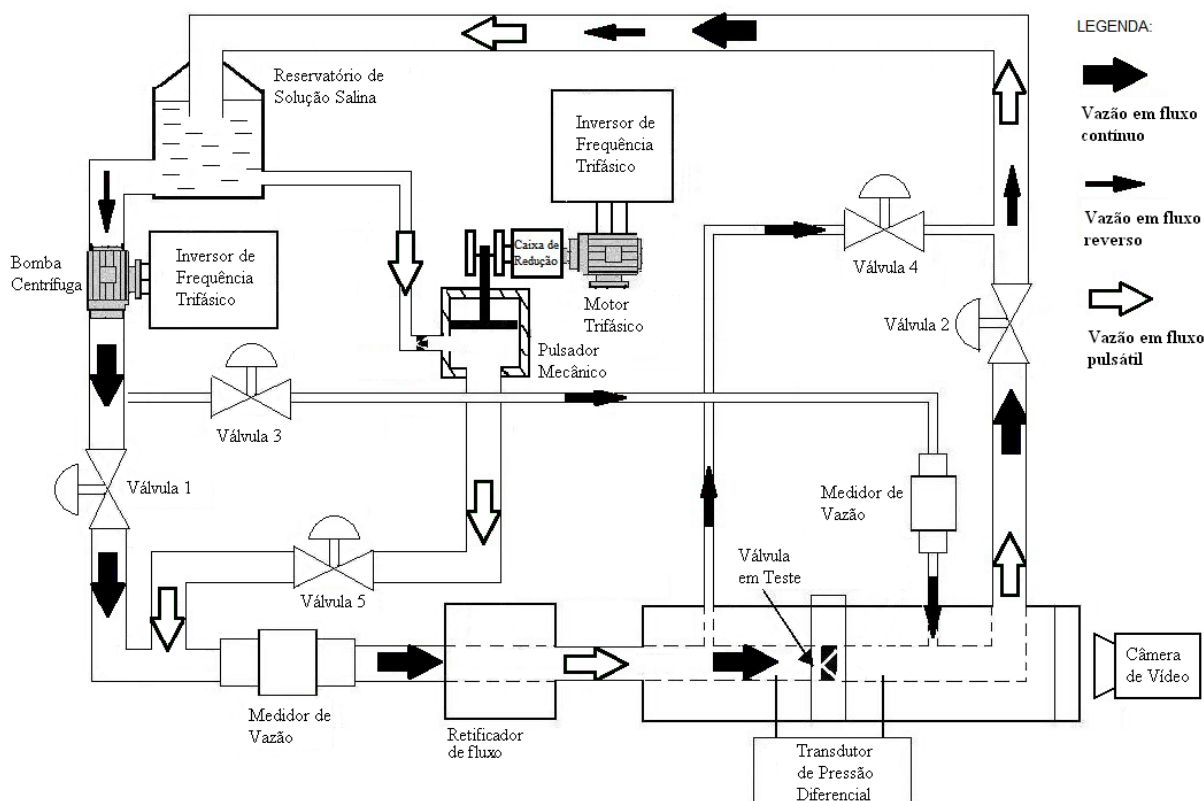 LEGENDA:
Vazão em fluxo
contínuo
Vazão em fluxo
reverso
Vazão em fluxo
pulsátil
Reservatório de
Solução Salina
Inversor de
Frequência
Trifásico
Caixa de
Redução
Motor
Trifásico
Bomba
Centrífuga
Inversor de
Frequência
Trifásico
Pulsador
Mecânico
Válvula 4
Válvula 2
Válvula 3
Válvula 1
Medidor de
Vazão
Válvula 5
Válvula
em Teste
Medidor de
Vazão
Retificador
de fluxo
Transdutor
de Pressão
Diferencial
Câmera
de Vídeo